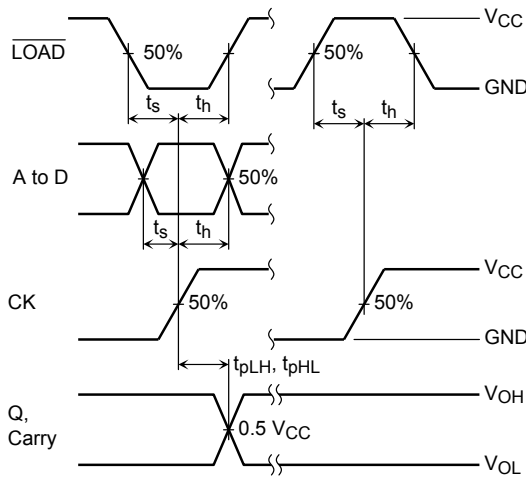 LOAD
50%
50%
VCC
GND
ts
th
ts
th
A to D
50%
ts
th
CK
50%
50%
VCC
GND
tpLH, tpHL
Q,
Carry
0.5 VCC
VOH
VOL